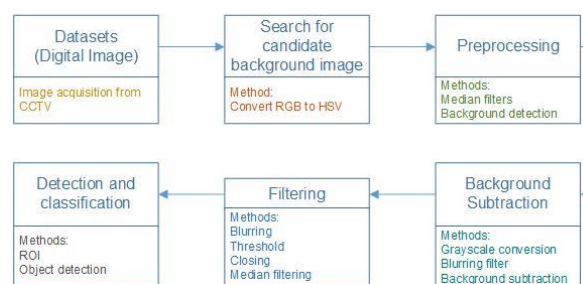 Datasets
(Digital Image)
Image acquisition from
CCTV
Search for
candidate
background image
Method:
Convert RGB to HSV
Preprocessing
Methods:
Median filters
Background detection
Detection and
classification
Methods:
ROI
Object detection
Filtering
Methods:
Blurring
Threshold
Closing
Median filtering
Background
Subtraction
Methods:
Grayscale conversion
Blurring filter
Background subtraction